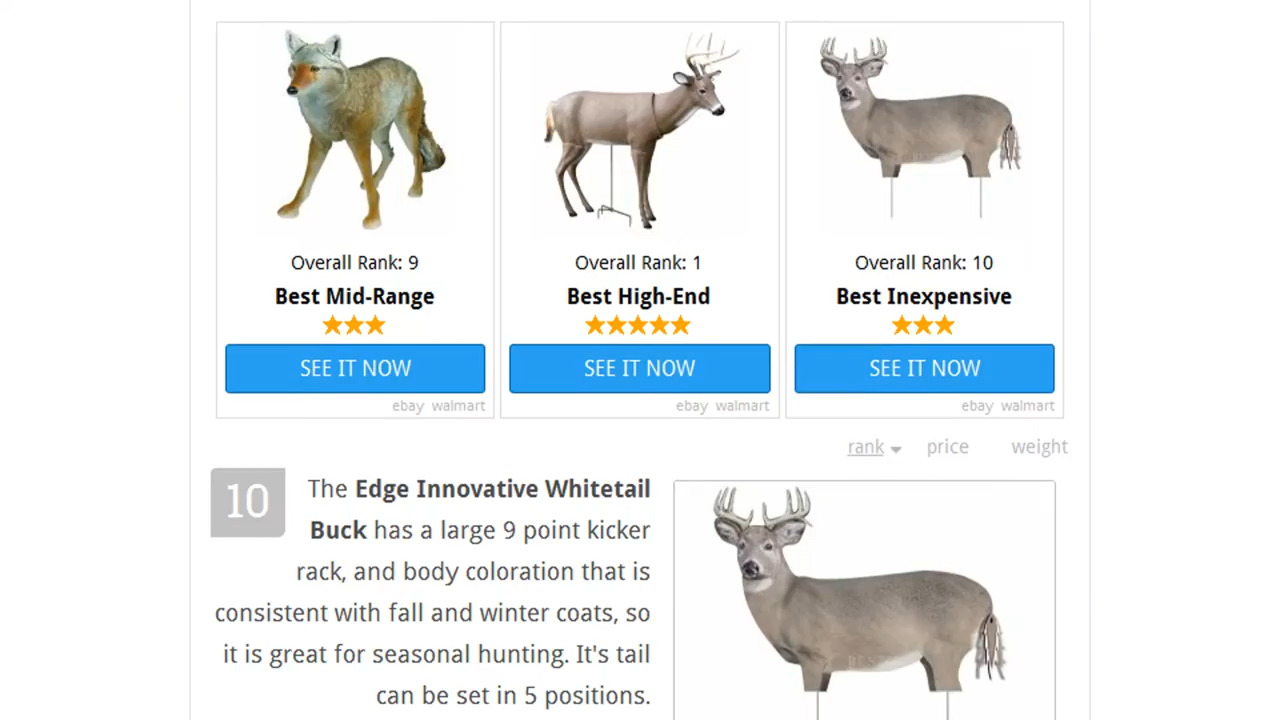 Overall Rank: 9
Best Mid-Range
SEE IT NOW
ebay walmart
Overall Rank: 1
Best High-End
SEE IT NOW
ebay walmart
Overall Rank: 10
Best Inexpensive
SEE IT NOW
ebay walmart
rank price weight
10
The Edge Innovative Whitetail
Buck has a large 9 point kicker
rack, and body coloration that is
consistent with fall and winter coats, so
it is great for seasonal hunting. It's tail
can be set in 5 positions.